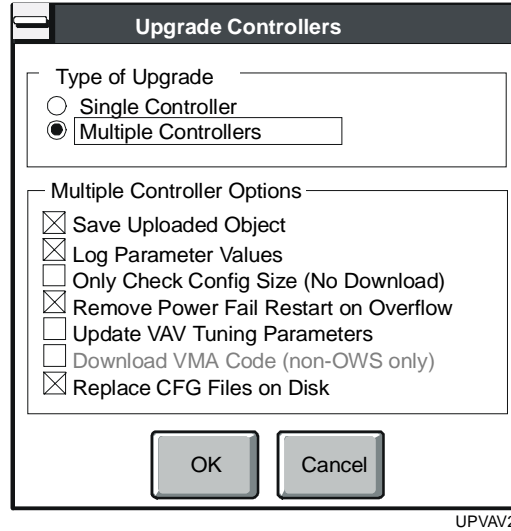 Upgrade Controllers
Type of Upgrade
Single Controller
Multiple Controllers
Multiple Controller Options
Save Uploaded Object
Log Parameter Values
Only Check Config Size (No Download)
Remove Power Fail Restart on Overflow
Update VAV Tuning Parameters
Download VMA Code (non-OWS only)
Replace CFG Files on Disk
OK Cancel
UPVAV2